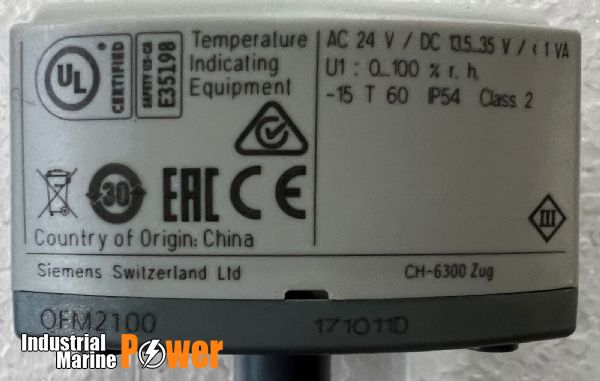 UL
®
CERTIFIED
SAFETY US-CA
E35198
Temperature
Indicating
Equipment
AC 24 V / DC 13.5...35 V / < 1 VA
U1 : 0...100 % r. h.
-15 T 60 IP54 Class 2
30
EAC CE
III
Country of Origin: China
Siemens Switzerland Ltd
CH-6300 Zug
QFM2100
171011D
Industrial
Marine
Power